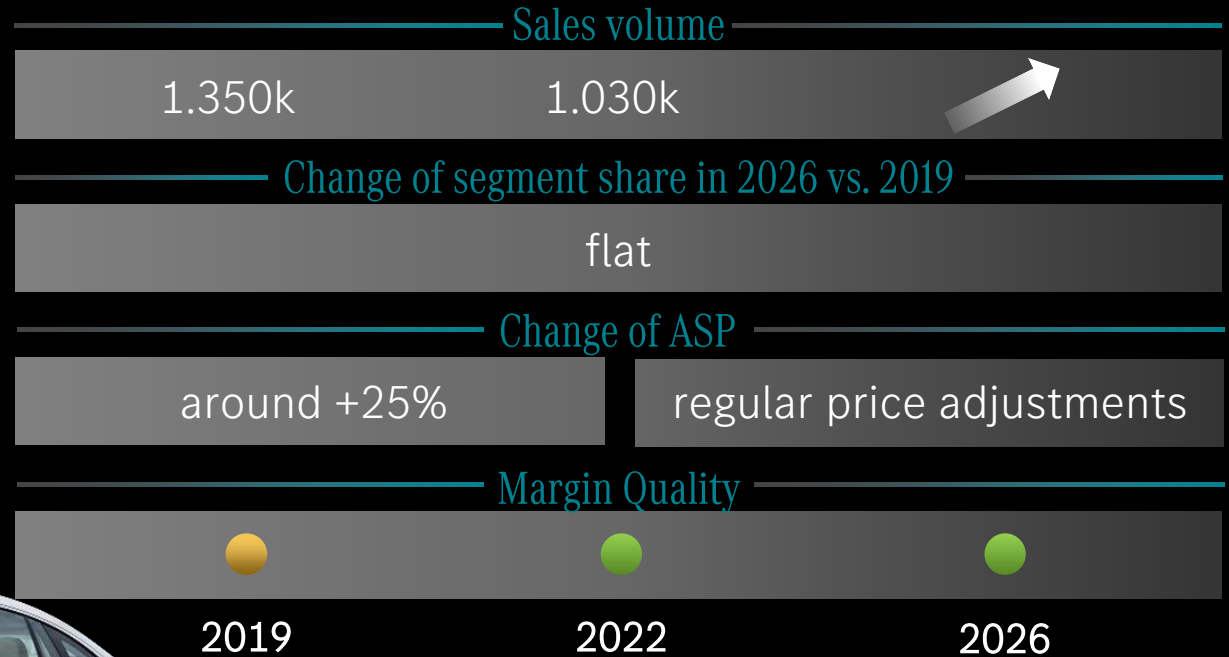 Sales volume
1.350k 1.030k
Change of segment share in 2026 vs. 2019
flat
Change of ASP
around +25% regular price adjustments
Margin Quality
2019 2022 2026